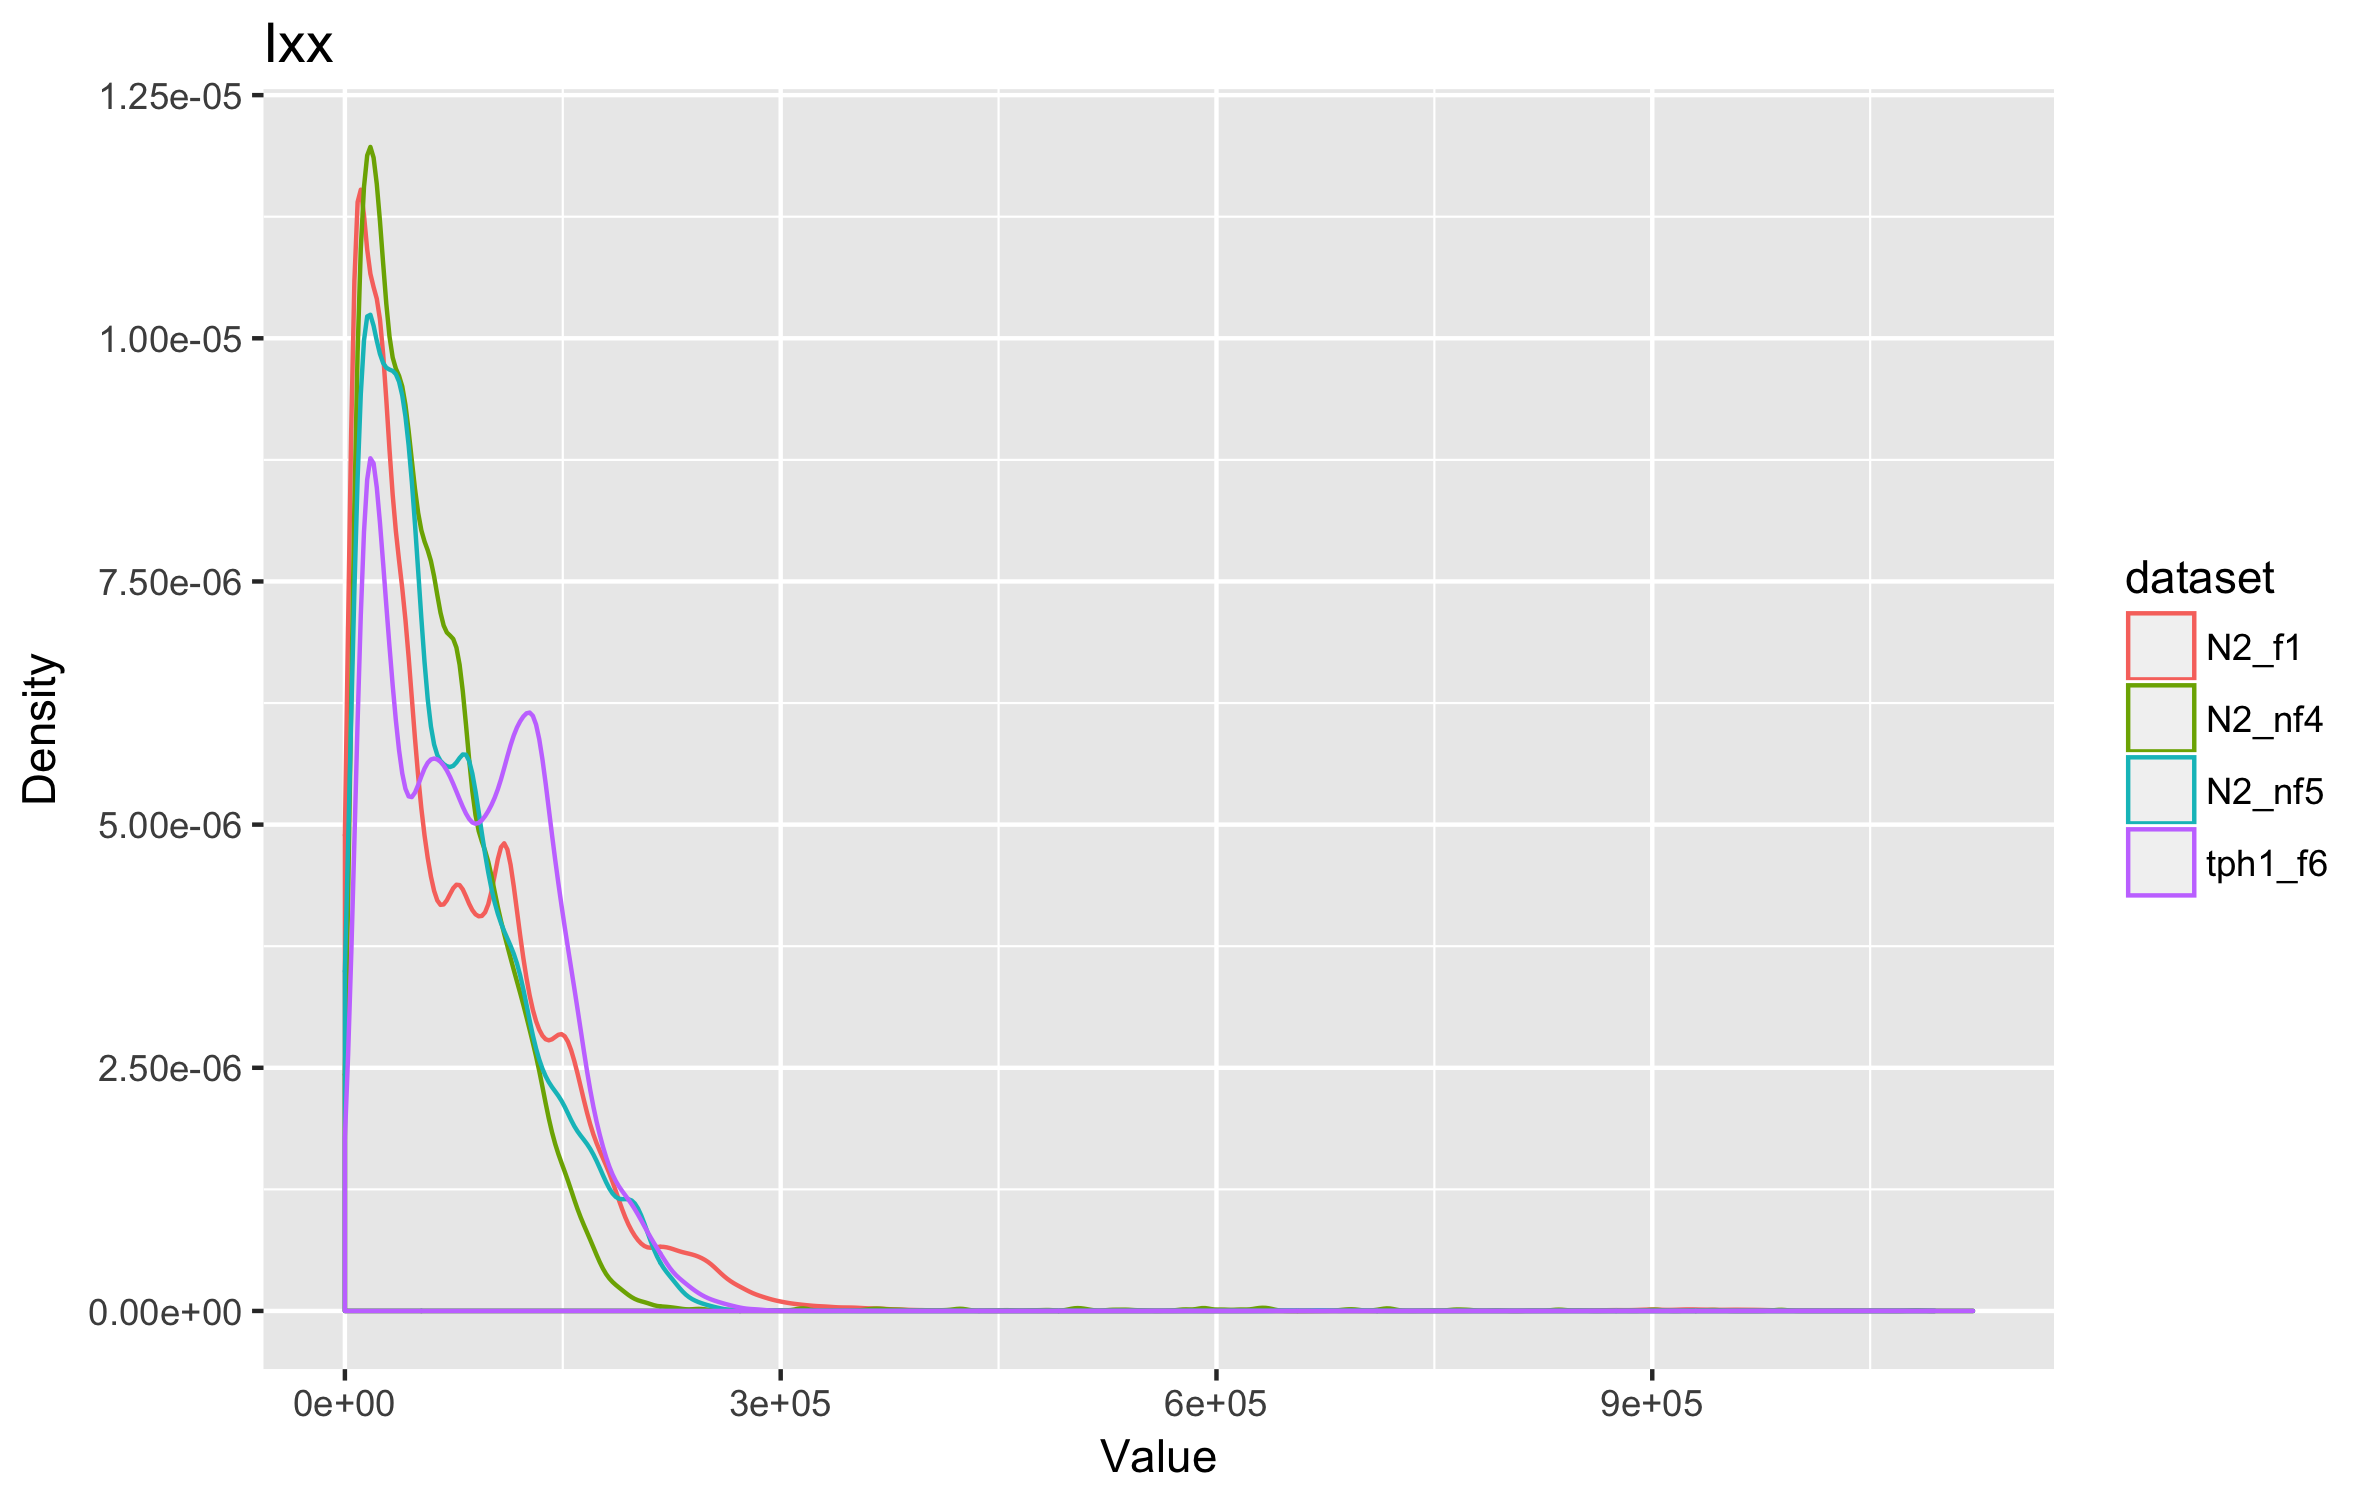 Ixx
1.25e-05
1.00e-05
7.50e-06
5.00e-06
2.50e-06
0.00e+00
Density
0e+00 3e+05 6e+05 9e+05
Value
dataset
N2_f1
N2_nf4
N2_nf5
tph1_f6